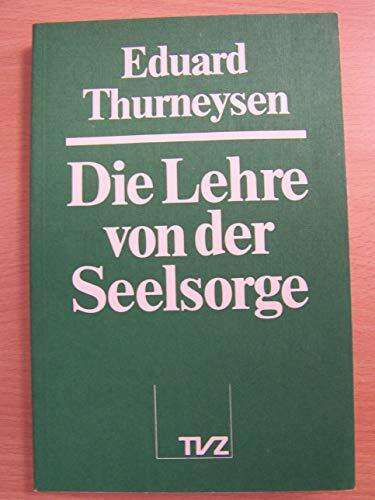 Eduard
Thurneysen
Die Lehre
von der
Seelsorge
TVZ